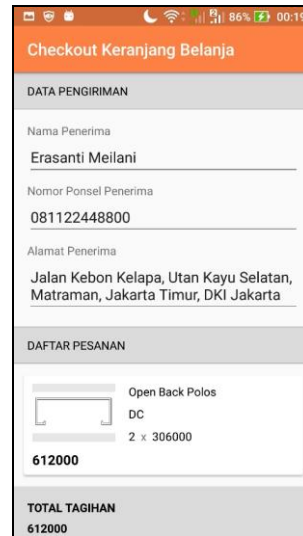 86% 00:19
Checkout Keranjang Belanja
DATA PENGIRIMAN
Nama Penerima
Erasanti Meilani
Nomor Ponsel Penerima
081122448800
Alamat Penerima
Jalan Kebon Kelapa, Utan Kayu Selatan,
Matraman, Jakarta Timur, DKI Jakarta
DAFTAR PESANAN
Open Back Polos
DC
2 x 306000
612000
TOTAL TAGIHAN
612000